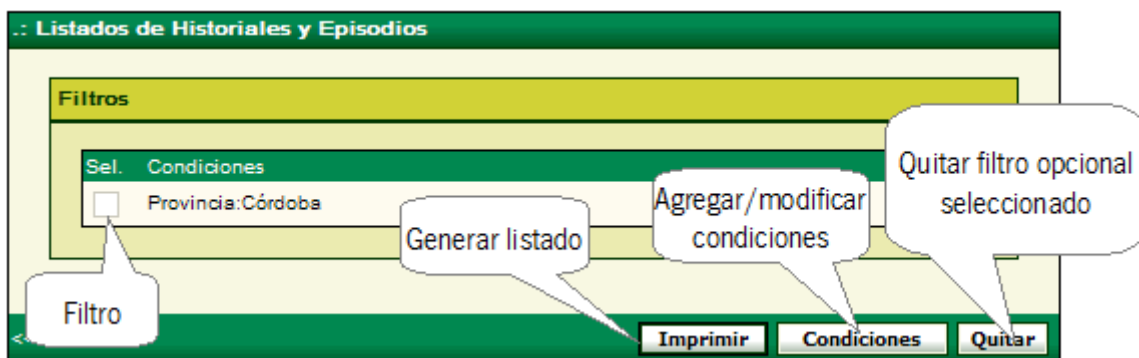 .: Listados de Historiales y Episodios
Filtros
Sel. Condiciones
Provincia:Córdoba
Filtro
Generar listado
Agregar/modificar
condiciones
Quitar filtro opcional
seleccionado
<<
Imprimir Condiciones Quitar